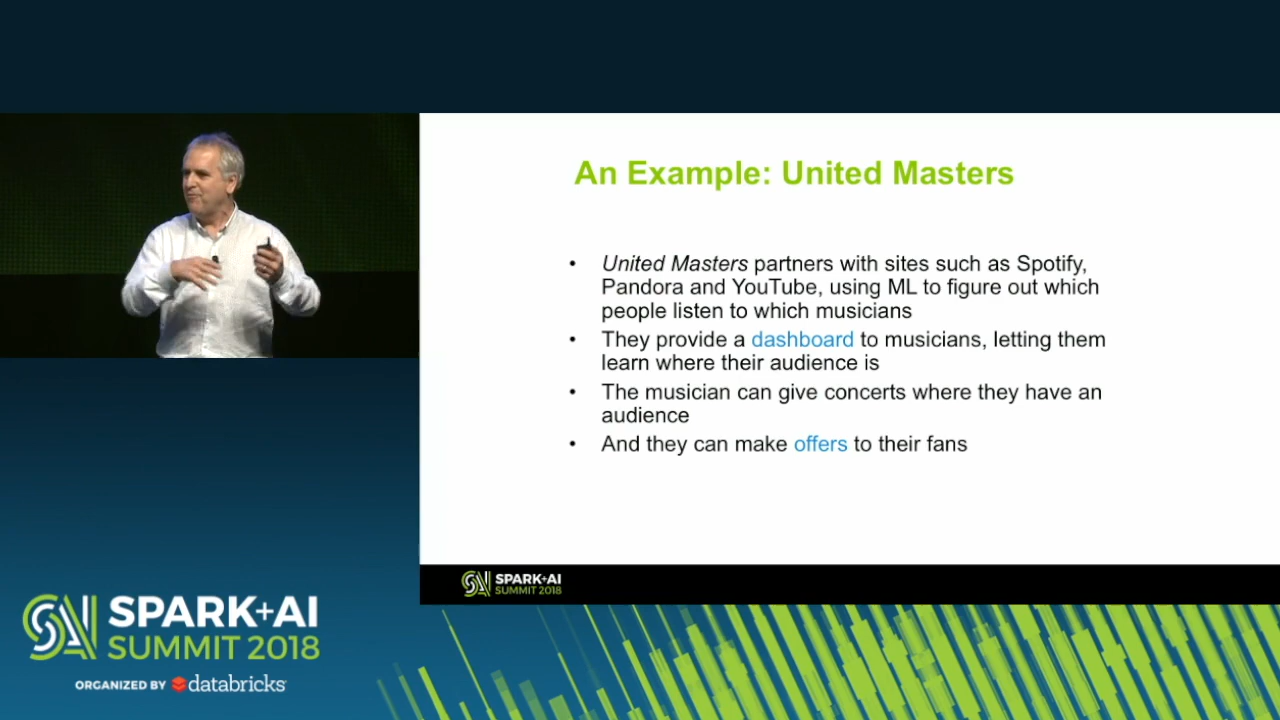 An Example: United Masters
• United Masters partners with sites such as Spotify,
Pandora and YouTube, using ML to figure out which
people listen to which musicians
• They provide a dashboard to musicians, letting them
learn where their audience is
• The musician can give concerts where they have an
audience
• And they can make offers to their fans
SPARK+AI
SUMMIT 2018
SPARK+AI
SUMMIT 2018
ORGANIZED BY databricks